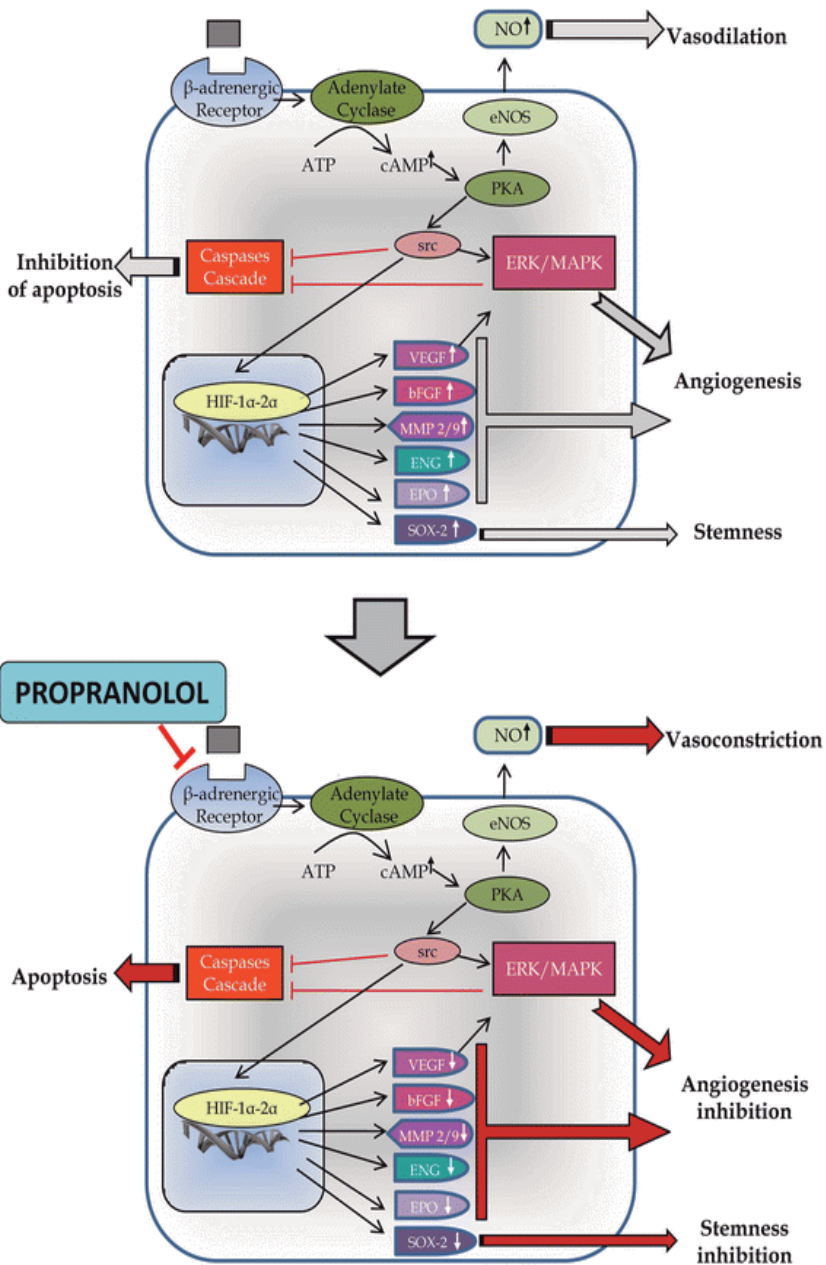 NO↑
Vasodilation
β-adrenergic
Receptor
Adenylate
Cyclase
eNOS
ATP
cAMP↑
PKA
src
Caspases
Cascade
ERK/MAPK
Inhibition
of apoptosis
VEGF↑
HIF-1α-2α
bFGF↑
MMP 2/9↑
ENG↑
EPO↑
SOX-2↑
Angiogenesis
Stemness
PROPRANOLOL
NO↑
Vasoconstriction
β-adrenergic
Receptor
Adenylate
Cyclase
eNOS
ATP
cAMP↑
PKA
src
Caspases
Cascade
ERK/MAPK
Apoptosis
VEGF↓
HIF-1α-2α
bFGF↓
MMP 2/9↓
ENG↓
EPO↓
SOX-2↓
Angiogenesis
inhibition
Stemness
inhibition